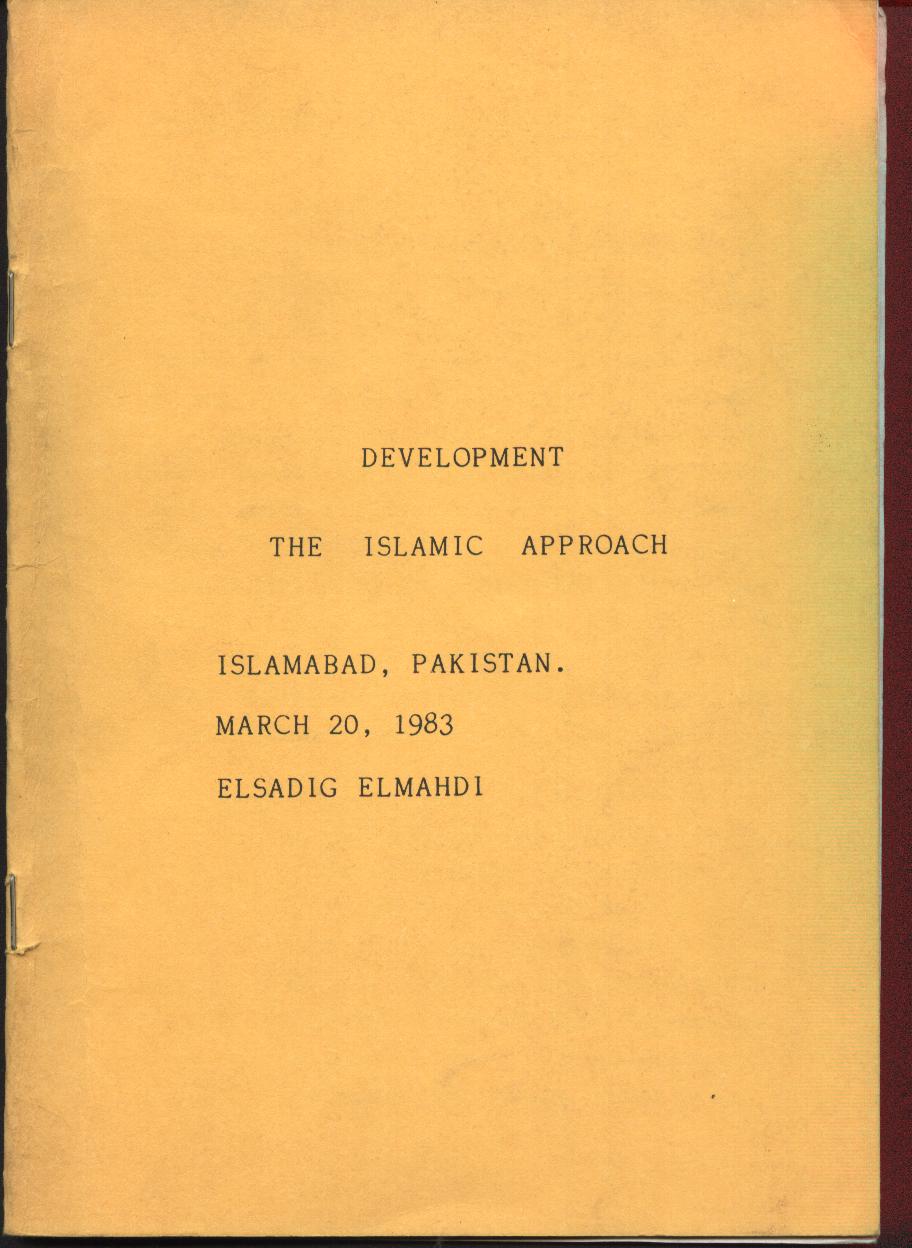 DEVELOPMENT
THE ISLAMIC APPROACH
ISLAMABAD, PAKISTAN.
MARCH 20, 1983
ELSADIG ELMAHDI